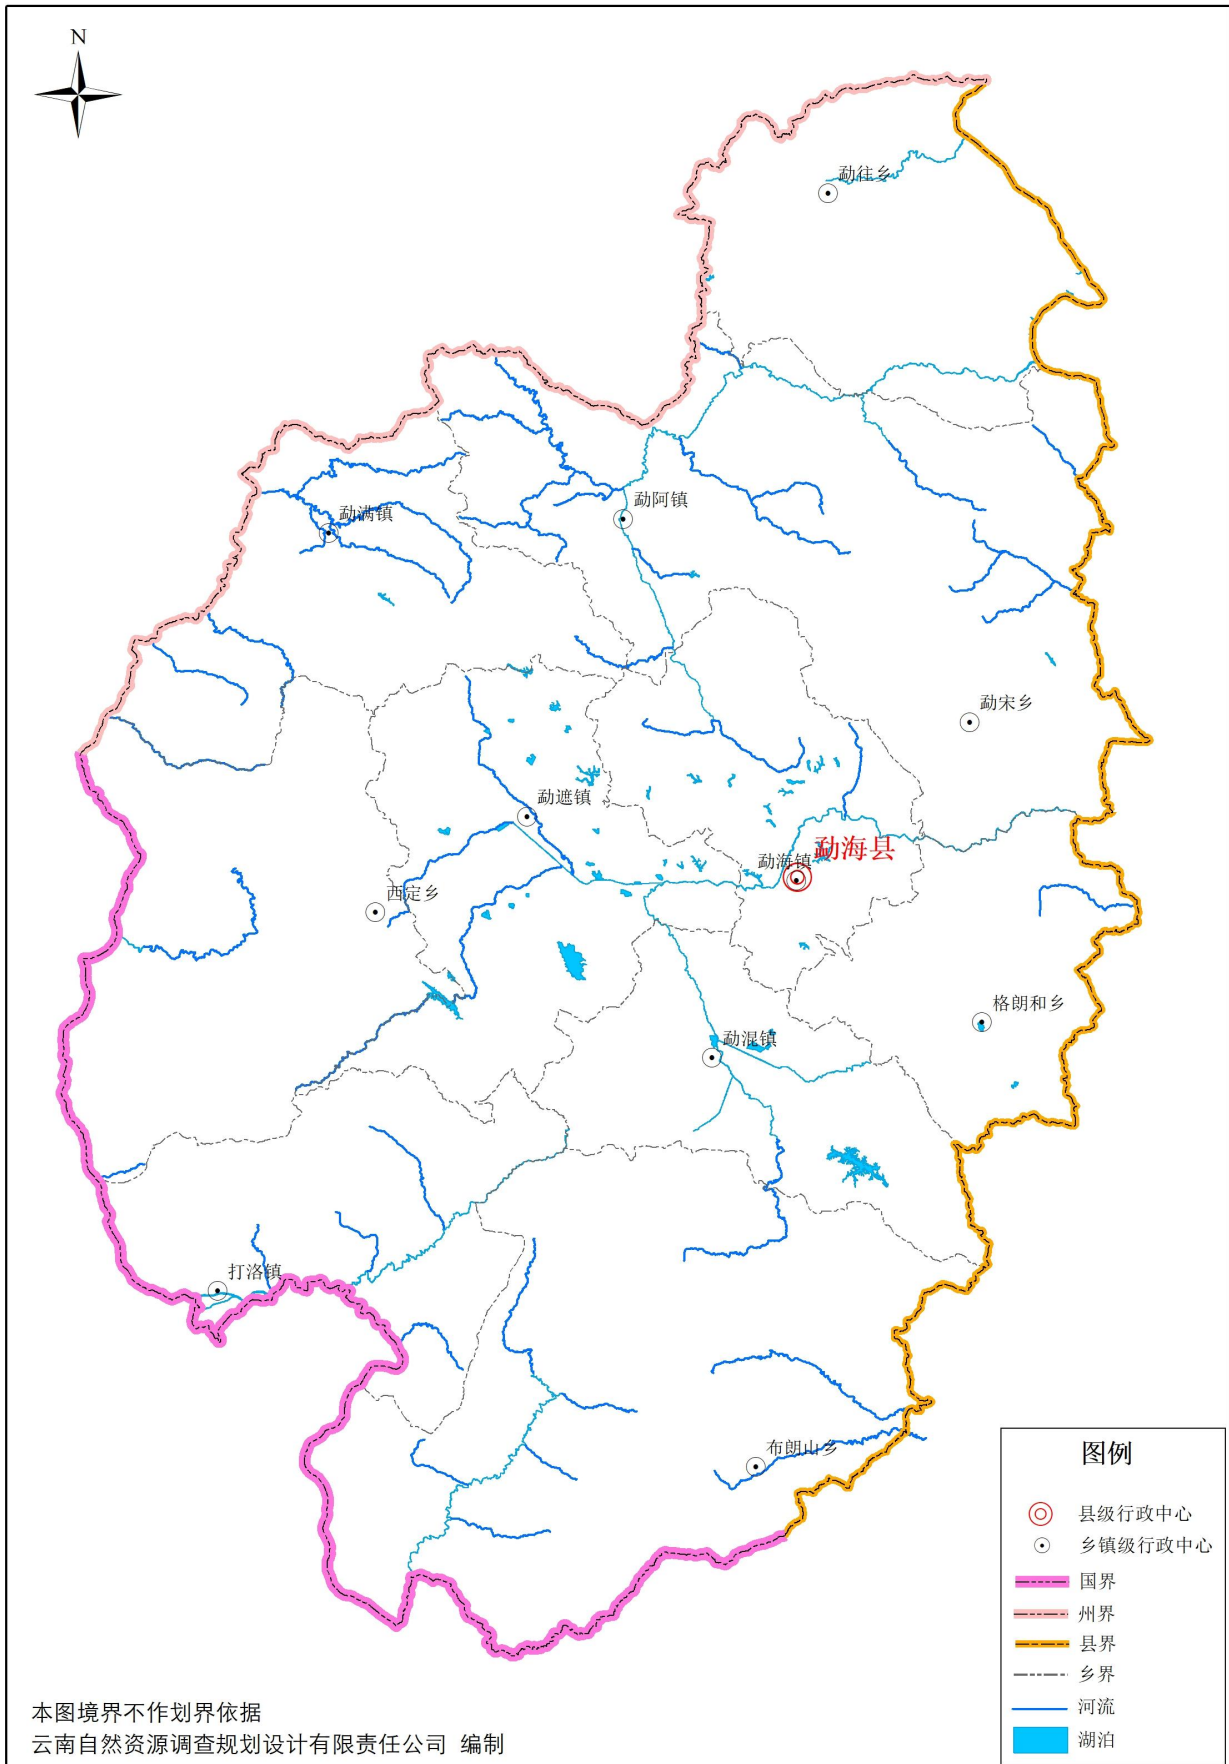 N
勐往乡
勐阿镇
勐满镇
勐宋乡
勐遮镇
勐海县
勐海镇
西定乡
格朗和乡
勐混镇
打洛镇
布朗山乡
图例
县级行政中心
乡镇级行政中心
国界
州界
县界
乡界
河流
湖泊
本图境界不作划界依据
云南自然资源调查规划设计有限责任公司 编制